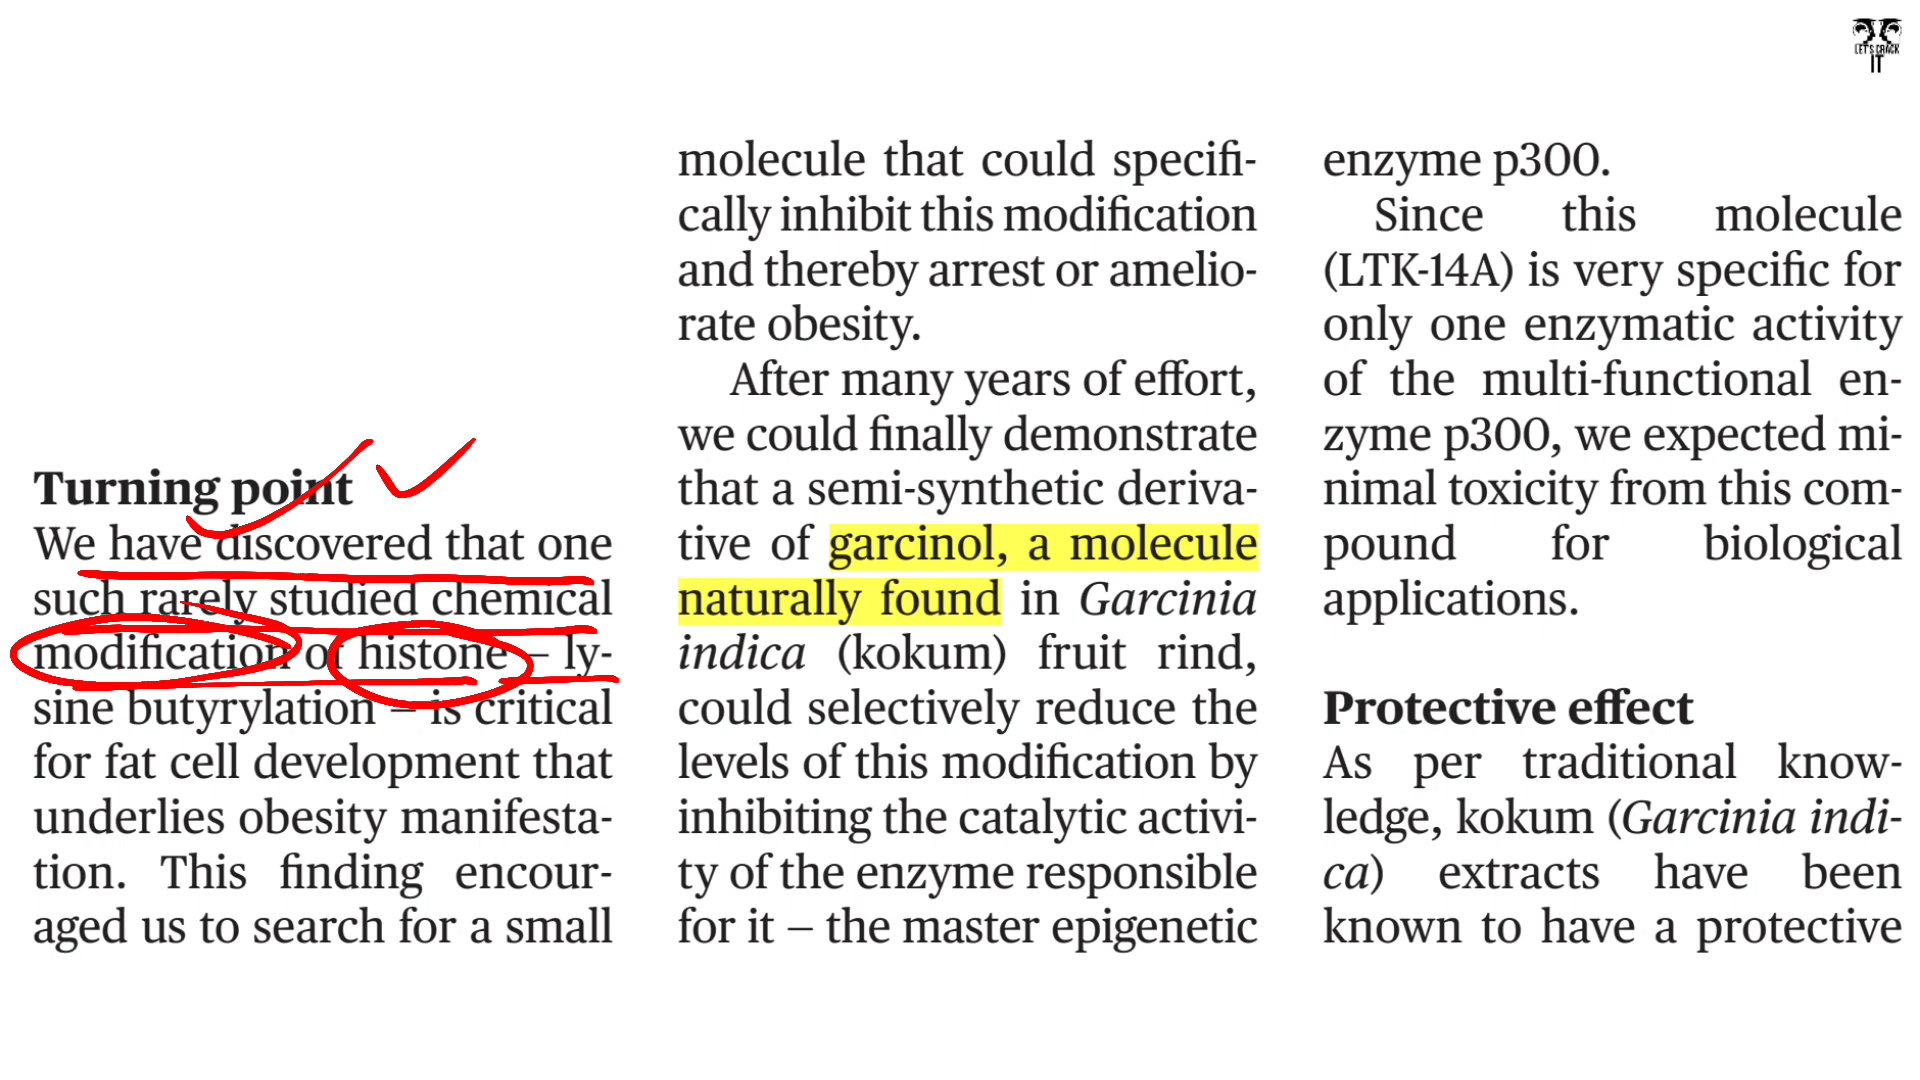 LET'S CRACK
IT
Turning point
We have discovered that one
such rarely studied chemical
modification of histone – ly-
sine butyrylation – is critical
for fat cell development that
underlies obesity manifesta-
tion. This finding encour-
aged us to search for a small
molecule that could specifi-
cally inhibit this modification
and thereby arrest or amelio-
rate obesity.
After many years of effort,
we could finally demonstrate
that a semi-synthetic deriva-
tive of garcinol, a molecule
naturally found in Garcinia
indica (kokum) fruit rind,
could selectively reduce the
levels of this modification by
inhibiting the catalytic activi-
ty of the enzyme responsible
for it – the master epigenetic
enzyme p300.
Since this molecule
(LTK-14A) is very specific for
only one enzymatic activity
of the multi-functional en-
zyme p300, we expected mi-
nimal toxicity from this com-
pound for biological
applications.
Protective effect
As per traditional know-
ledge, kokum (Garcinia indi-
ca) extracts have been
known to have a protective